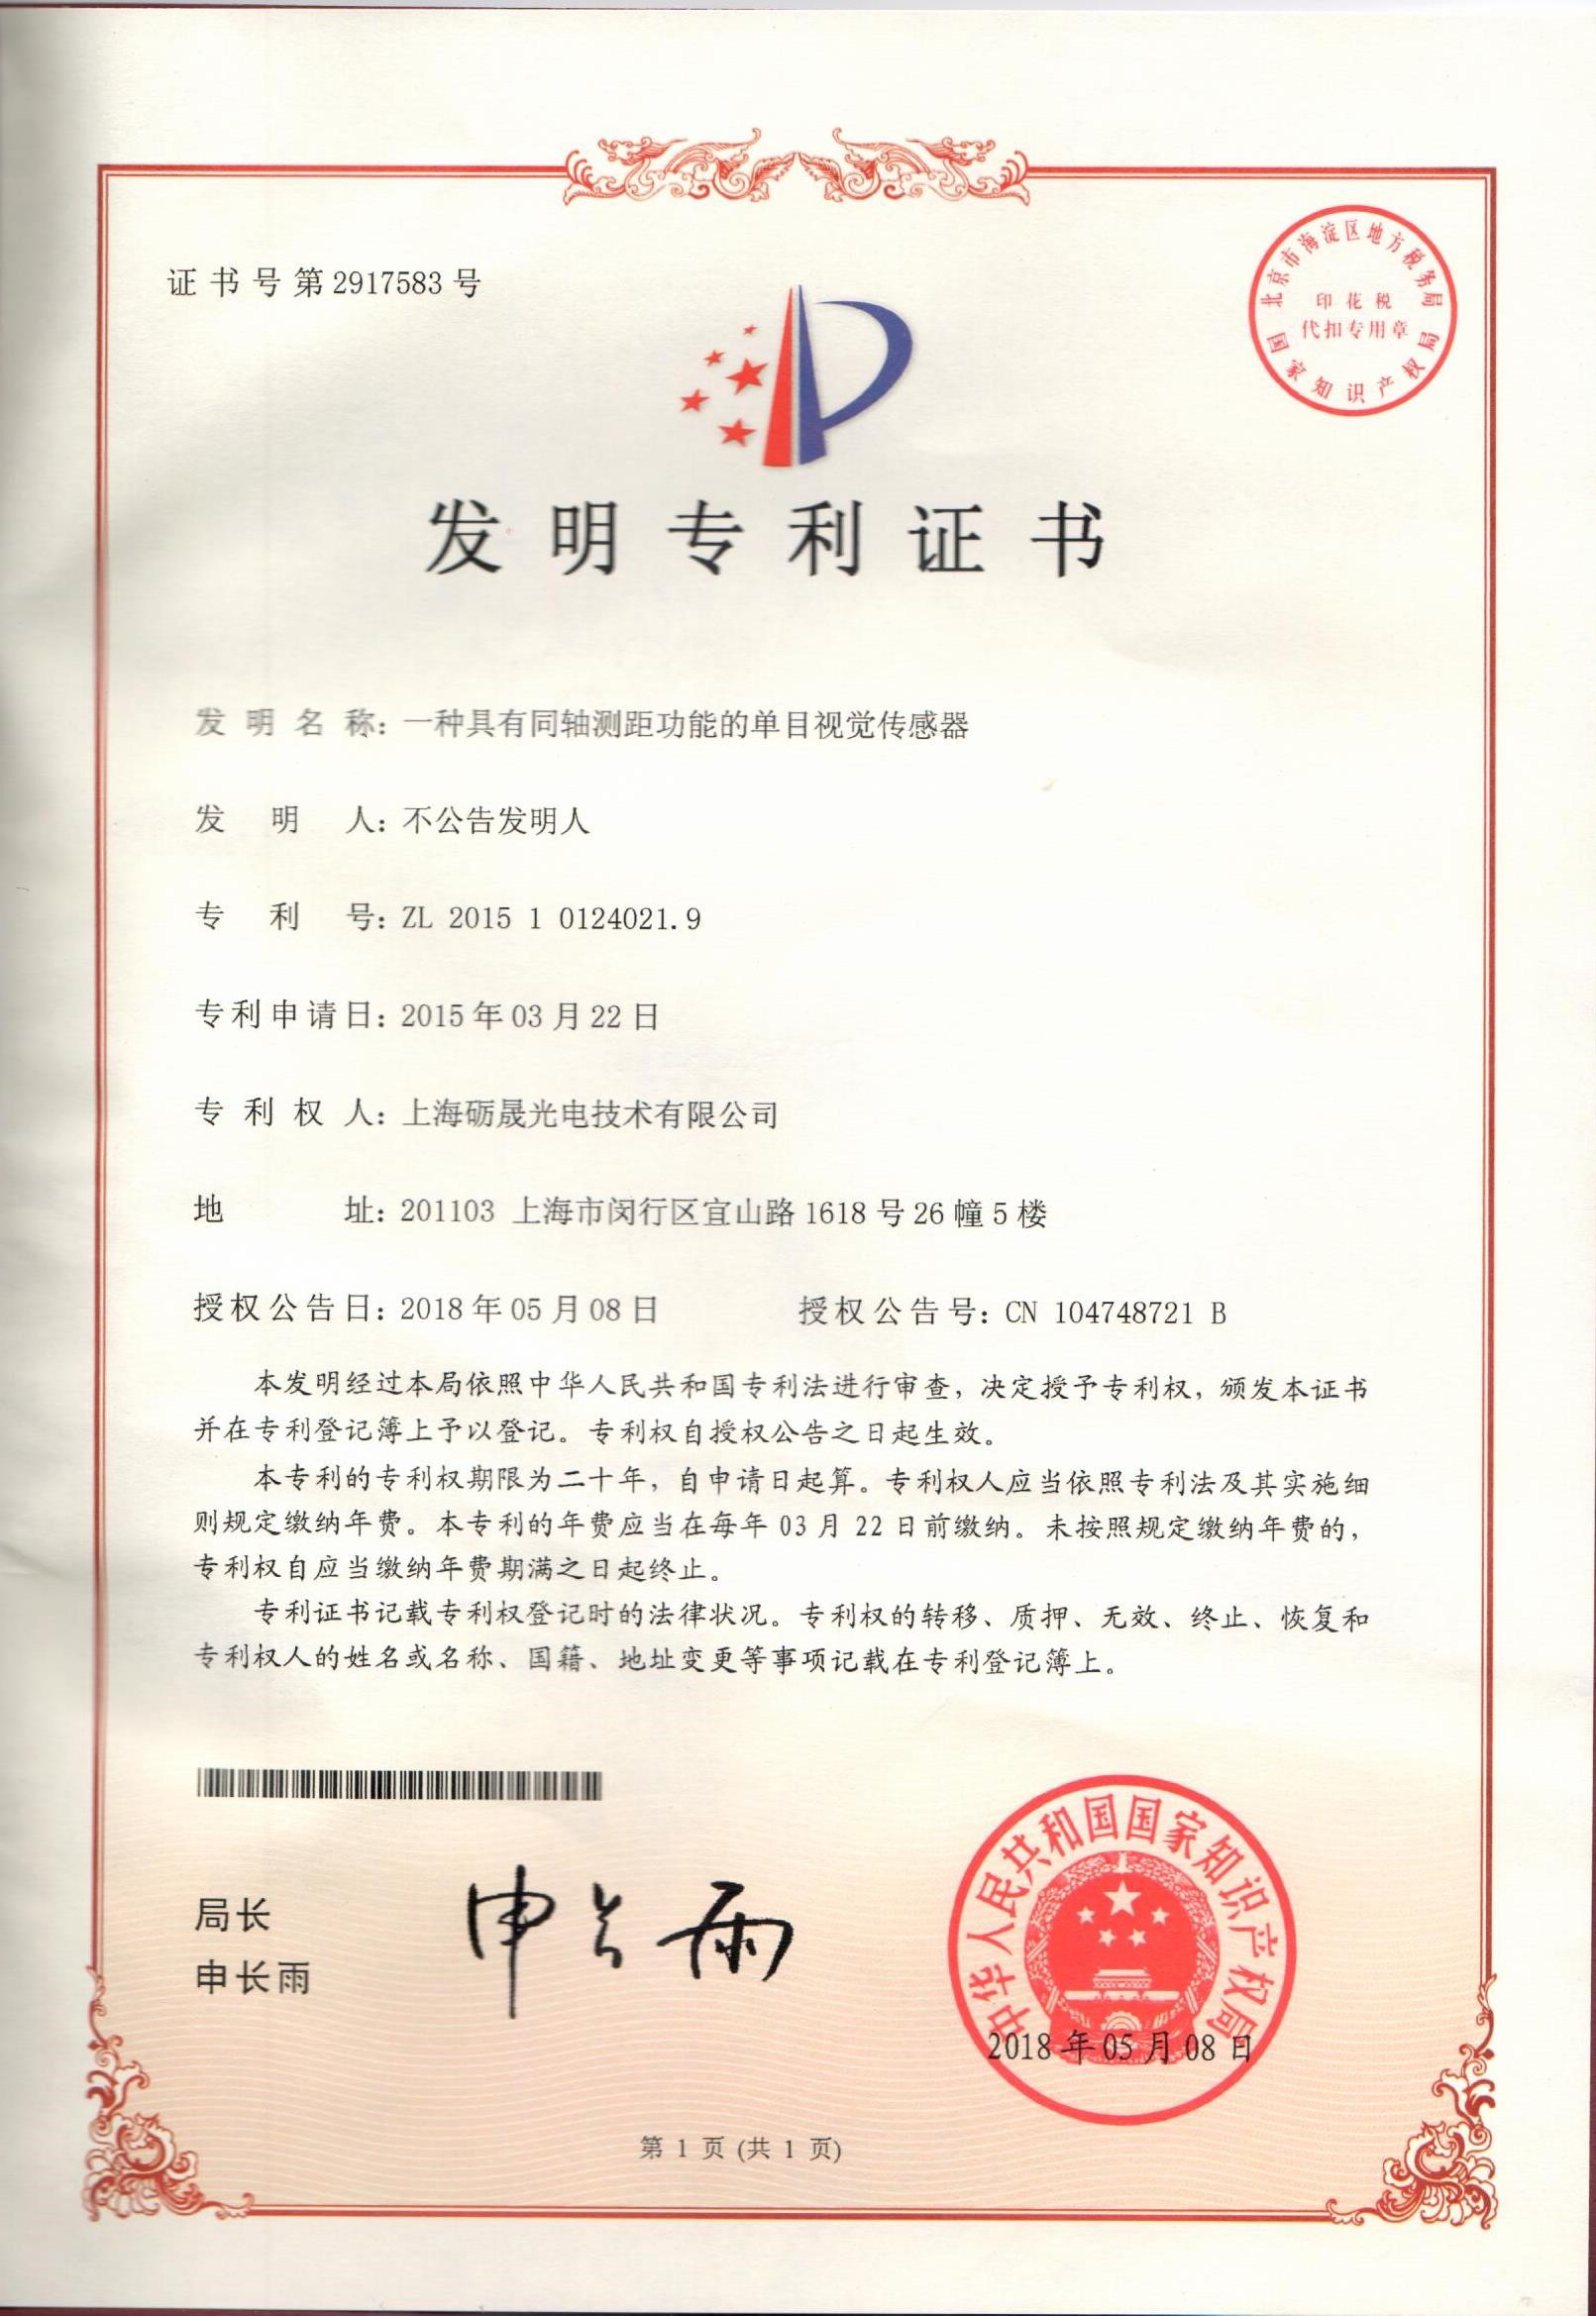 证书号第2917583号
北京市海淀区地方税务局
印花税
代扣专用章
国家知识产权局
发明专利证书
发明名称：一种具有同轴测距功能的单目视觉传感器
发明人：不公告发明人
专利号：ZL 2015 1 0124021.9
专利申请日：2015年03月22日
专利权人：上海砺晟光电技术有限公司
地址：201103 上海市闵行区宜山路1618号26幢5楼
授权公告日：2018年05月08日 授权公告号：CN 104748721 B
本发明经过本局依照中华人民共和国专利法进行审查，决定授予专利权，颁发本证书
并在专利登记簿上予以登记。专利权自授权公告之日起生效。
本专利的专利权期限为二十年，自申请日起算。专利权人应当依照专利法及其实施细
则规定缴纳年费。本专利的年费应当在每年03月22日前缴纳。未按照规定缴纳年费的，
专利权自应当缴纳年费期满之日起终止。
专利证书记载专利权登记时的法律状况。专利权的转移、质押、无效、终止、恢复和
专利权人的姓名或名称、国籍、地址变更等事项记载在专利登记簿上。
局长
申长雨
申长雨
中华人民共和国国家知识产权局
2018年05月08日
第 1 页 (共 1 页)